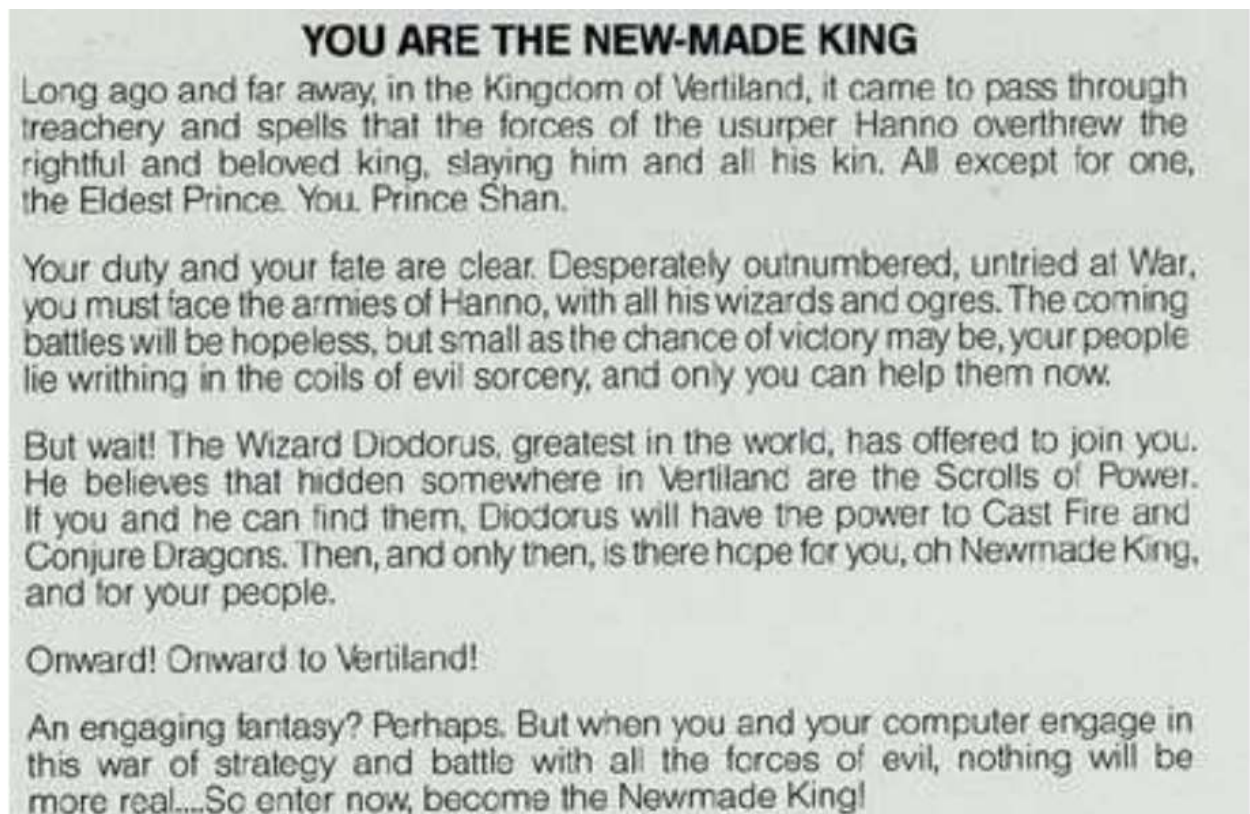 YOU ARE THE NEW-MADE KING
Long ago and far away, in the Kingdom of Vertiland, it came to pass through
treachery and spells that the forces of the usurper Hanno overthrew the
rightful and beloved king, slaying him and all his kin. All except for one,
the Eldest Prince. You. Prince Shan.
Your duty and your fate are clear. Desperately outnumbered, untried at War,
you must face the armies of Hanno, with all his wizards and ogres. The coming
battles will be hopeless, but small as the chance of victory may be, your people
lie writhing in the coils of evil sorcery, and only you can help them now.
But wait! The Wizard Diodorus, greatest in the world, has offered to join you.
He believes that hidden somewhere in Vertiland are the Scrolls of Power.
If you and he can find them, Diodorus will have the power to Cast Fire and
Conjure Dragons. Then, and only then, is there hope for you, oh Newmade King,
and for your people.
Onward! Onward to Vertiland!
An engaging fantasy? Perhaps. But when you and your computer engage in
this war of strategy and battle with all the forces of evil, nothing will be
more real....So enter now, become the Newmade King!